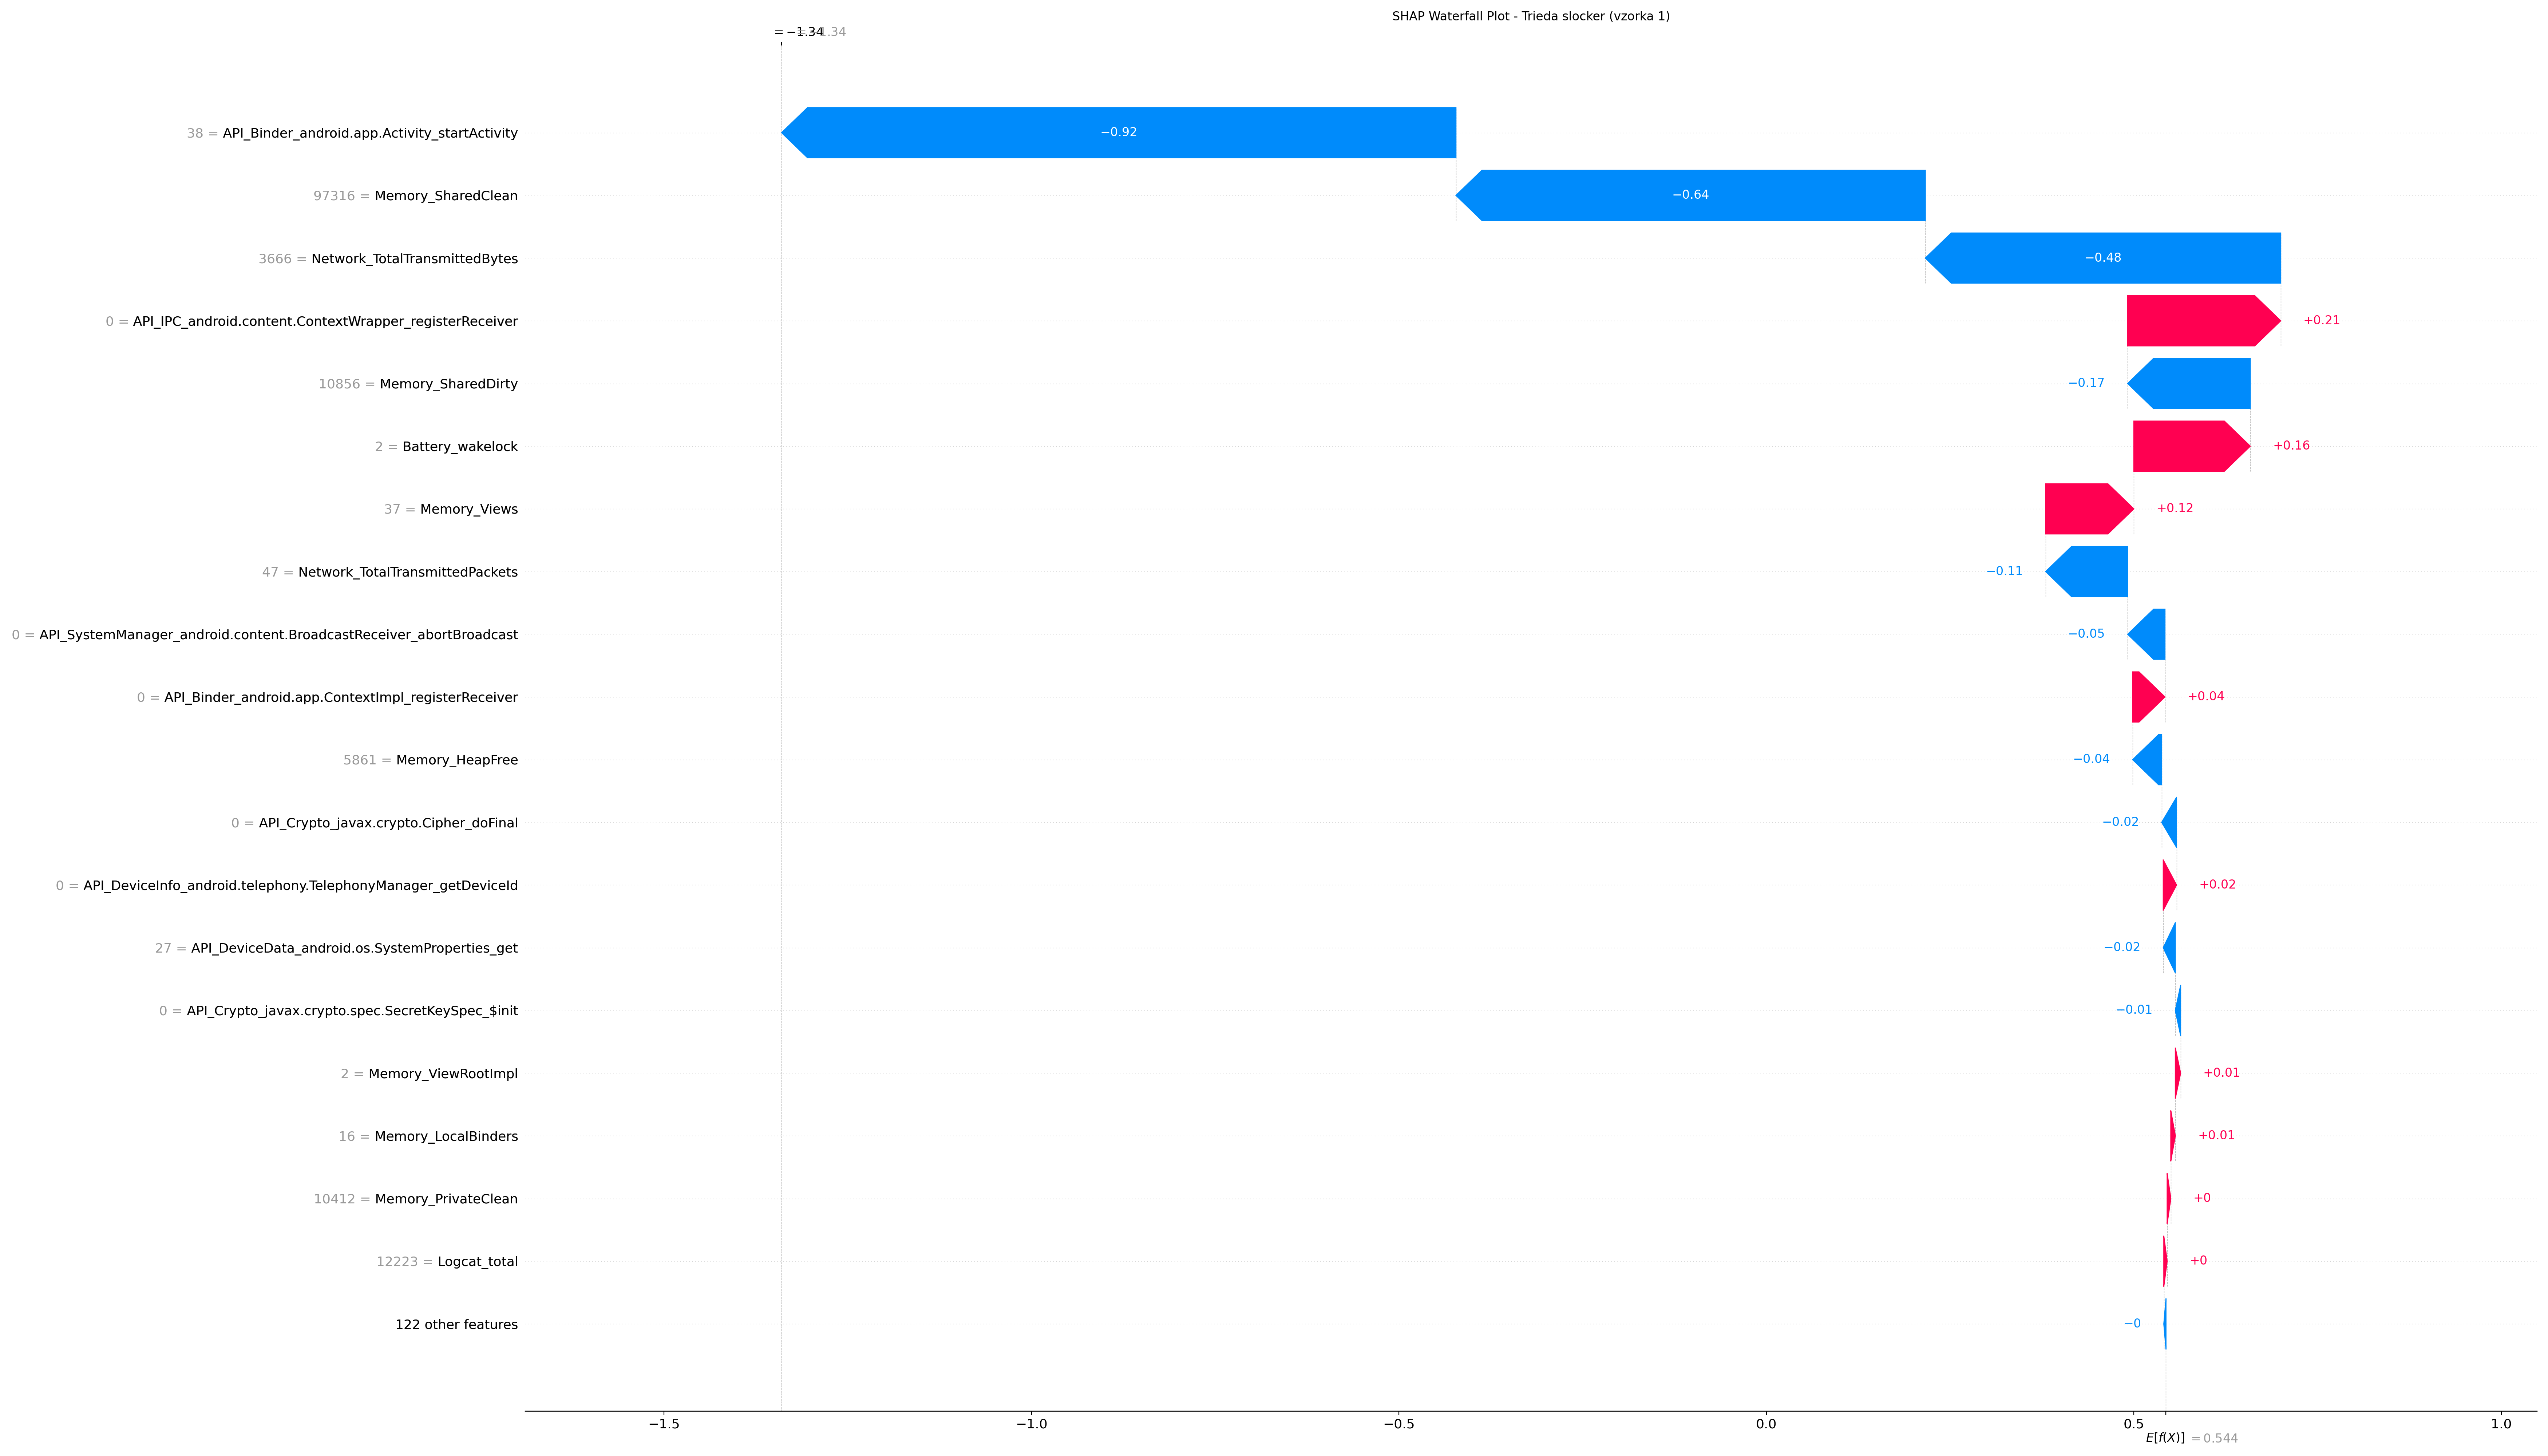 SHAP Waterfall Plot - Trieda slocker (vzorka 1)
= −1.34
38 = API_Binder_android.app.Activity_startActivity −0.92
97316 = Memory_SharedClean −0.64
3666 = Network_TotalTransmittedBytes −0.48
0 = API_IPC_android.content.ContextWrapper_registerReceiver +0.21
10856 = Memory_SharedDirty −0.17
2 = Battery_wakelock +0.16
37 = Memory_Views +0.12
47 = Network_TotalTransmittedPackets −0.11
0 = API_SystemManager_android.content.BroadcastReceiver_abortBroadcast −0.05
0 = API_Binder_android.app.ContextImpl_registerReceiver +0.04
5861 = Memory_HeapFree −0.04
0 = API_Crypto_javax.crypto.Cipher_doFinal −0.02
0 = API_DeviceInfo_android.telephony.TelephonyManager_getDeviceId +0.02
27 = API_DeviceData_android.os.SystemProperties_get −0.02
0 = API_Crypto_javax.crypto.spec.SecretKeySpec_$init −0.01
2 = Memory_ViewRootImpl +0.01
16 = Memory_LocalBinders +0.01
10412 = Memory_PrivateClean +0
12223 = Logcat_total +0
122 other features −0
−1.5 −1.0 −0.5 0.0 0.5 1.0
E[f(X)] = 0.544